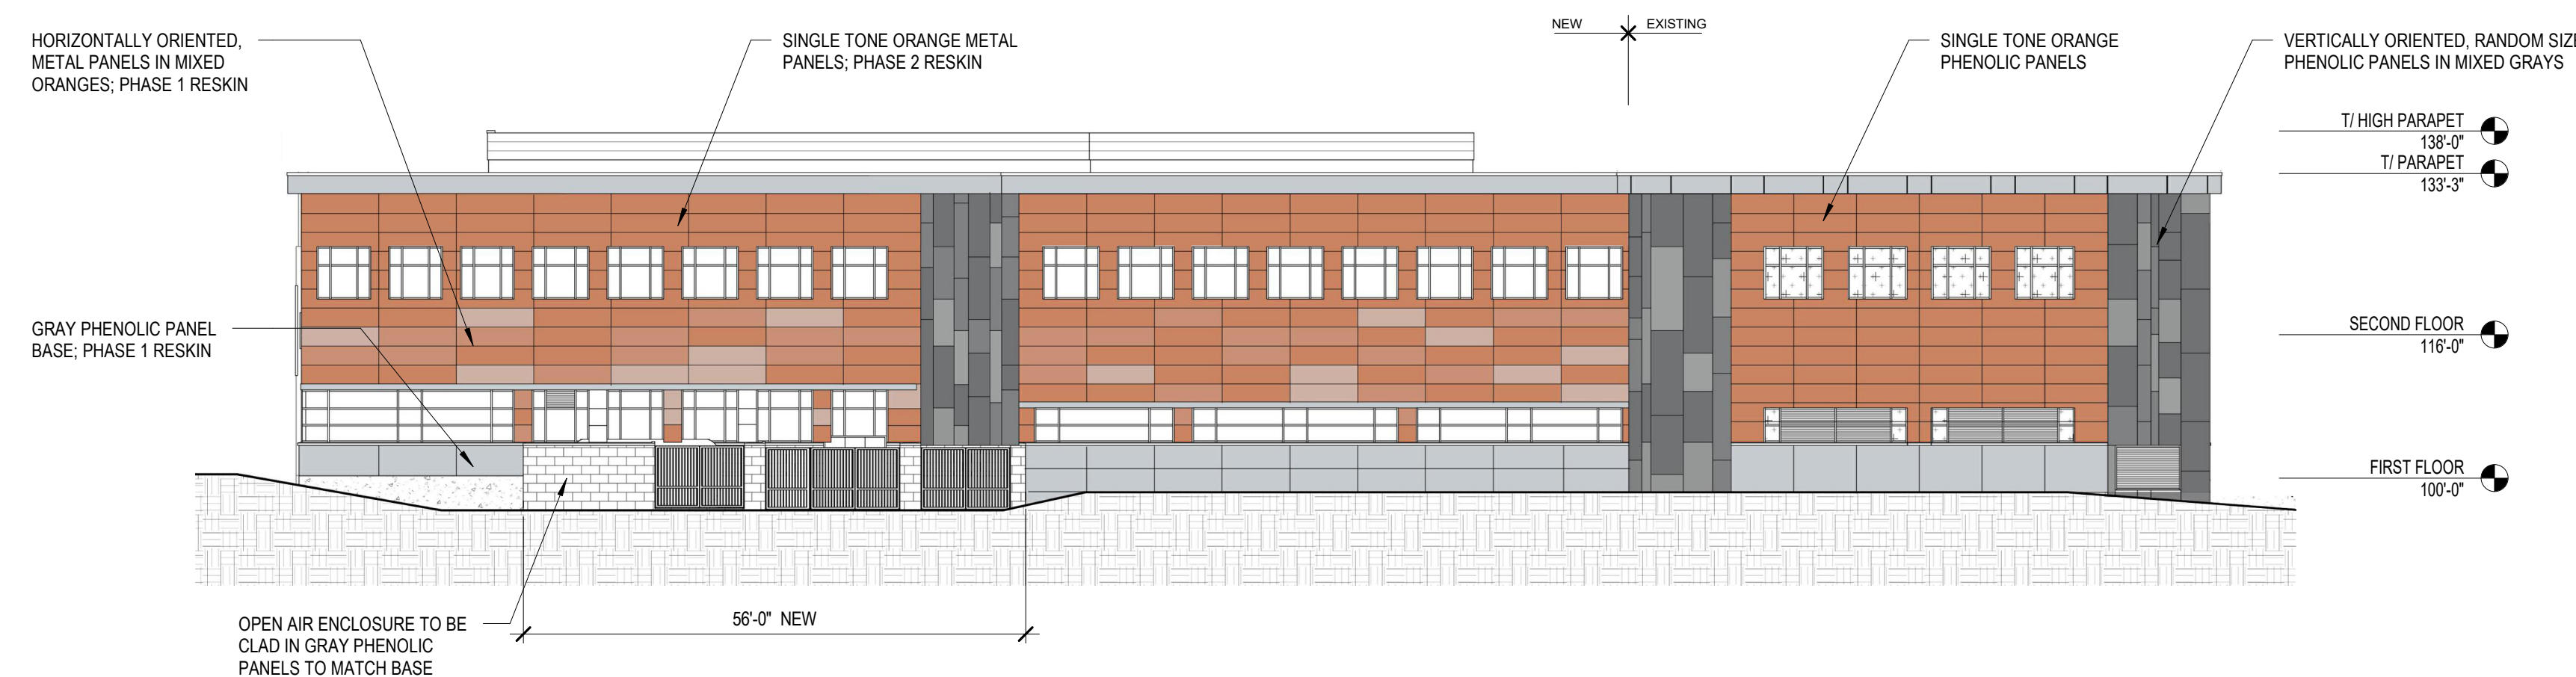 NEW
EXISTING
HORIZONTALLY ORIENTED,
METAL PANELS IN MIXED
ORANGES; PHASE 1 RESKIN
SINGLE TONE ORANGE METAL
PANELS; PHASE 2 RESKIN
SINGLE TONE ORANGE
PHENOLIC PANELS
VERTICALLY ORIENTED, RANDOM SIZE
PHENOLIC PANELS IN MIXED GRAYS
T/ HIGH PARAPET
138'-0"
T/ PARAPET
133'-3"
GRAY PHENOLIC PANEL
BASE; PHASE 1 RESKIN
SECOND FLOOR
116'-0"
FIRST FLOOR
100'-0"
56'-0" NEW
OPEN AIR ENCLOSURE TO BE
CLAD IN GRAY PHENOLIC
PANELS TO MATCH BASE